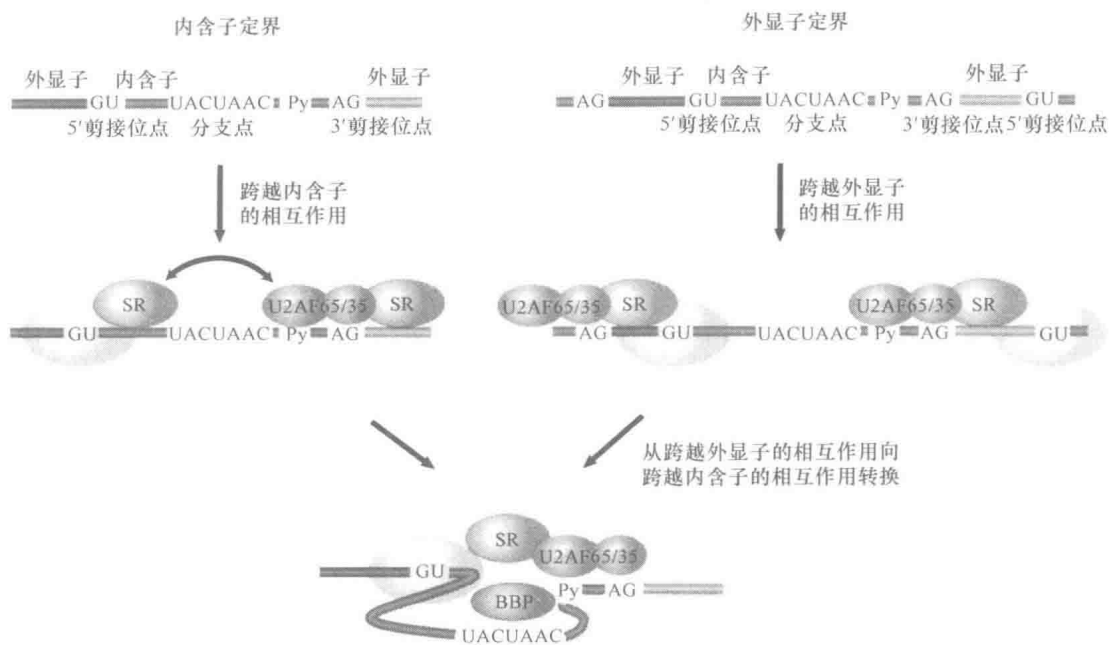 内含子定界
外显子 内含子 外显子
GU UACUAAC Py AG
5'剪接位点 分支点 3'剪接位点
跨越内含子
的相互作用
SR U2AF65/35 SR
GU UACUAAC Py AG
外显子定界
外显子 内含子 外显子
AG GU UACUAAC Py AG GU
5'剪接位点 分支点 3'剪接位点 5'剪接位点
跨越外显子
的相互作用
U2AF65/35 SR U2AF65/35 SR
AG GU UACUAAC Py AG GU
从跨越外显子的相互作用向
跨越内含子的相互作用转换
SR U2AF65/35
GU
Py AG
BBP
UACUAAC